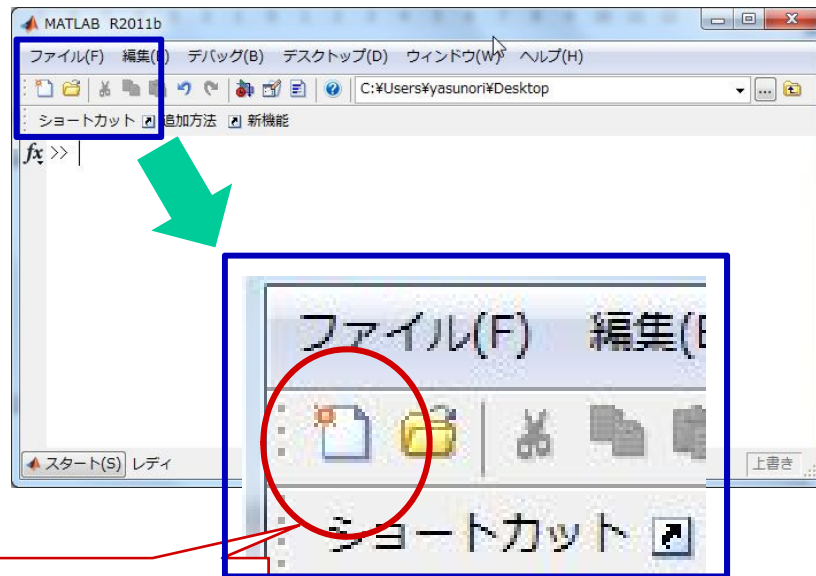 MATLAB R2011b
ファイル(F) 編集(E) デバッグ(B) デスクトップ(D) ウィンドウ(W) ヘルプ(H)
C:¥Users¥yasunori¥Desktop
ショートカット 追加方法 新機能
fx >>
ファイル(F) 編集(E
ショートカット
スタート(S) レディ 上書き